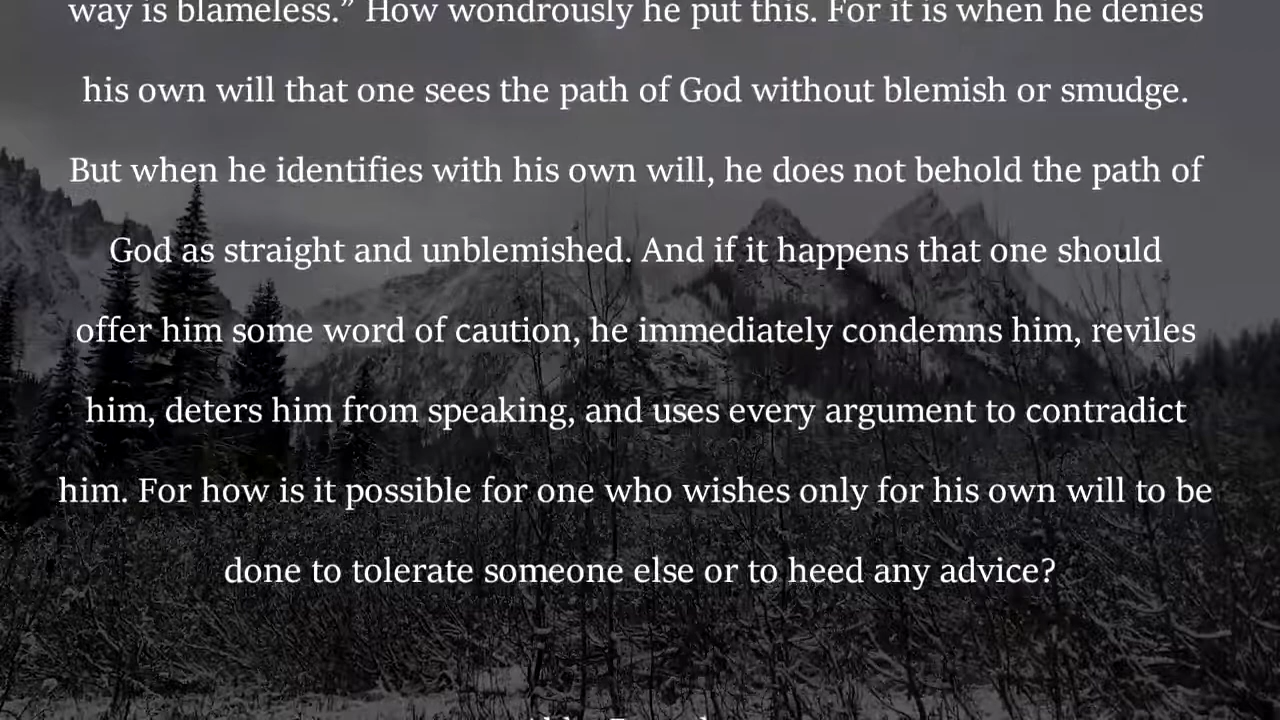 way is blameless.” How wondrously he put this. For it is when he denies
his own will that one sees the path of God without blemish or smudge.
But when he identifies with his own will, he does not behold the path of
God as straight and unblemished. And if it happens that one should
offer him some word of caution, he immediately condemns him, reviles
him, deters him from speaking, and uses every argument to contradict
him. For how is it possible for one who wishes only for his own will to be
done to tolerate someone else or to heed any advice?